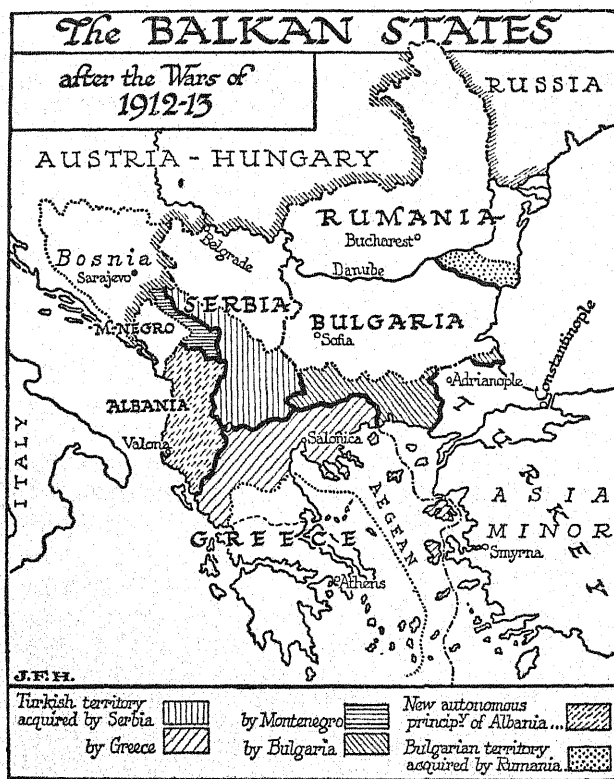 The BALKAN STATES
after the Wars of
1912-13
RUSSIA
AUSTRIA - HUNGARY
RUMANIA
Bucharest
Belgrade
Bosnia
Sarajevo
Danube
SERBIA
M:NEGRO
BULGARIA
Sofia
Constantinople
Adrianople
ALBANIA
TURKEY
Valona
Salonica
ITALY
AEGEAN
ASIA
MINOR
GREECE
Smyrna
Athens
J.F.H.
Turkish territory
acquired by Serbia
by Greece
by Montenegro
by Bulgaria
New autonomous
princip.y of Albania...
Bulgarian territory
acquired by Rumania...